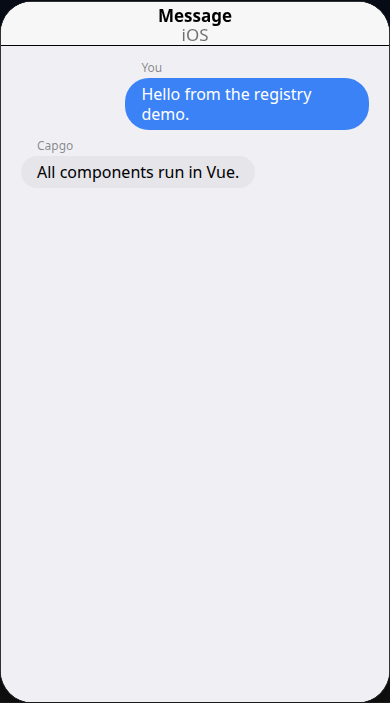 Message
iOS
You
Hello from the registry
demo.
Capgo
All components run in Vue.